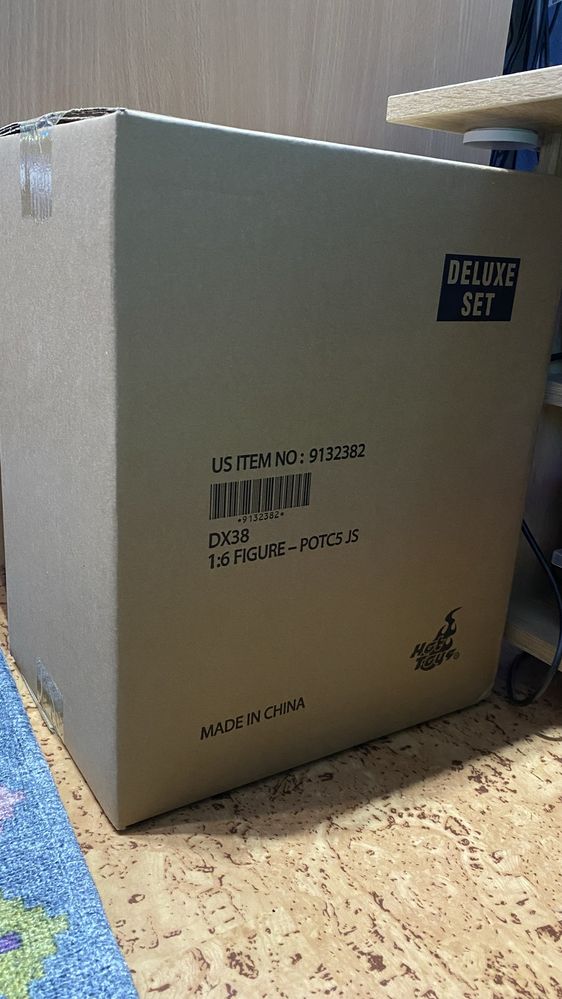 DELUXE
SET
US ITEM NO : 9132382
*9132382*
DX38
1:6 FIGURE – POTC5 JS
Hot
Toys®
MADE IN CHINA